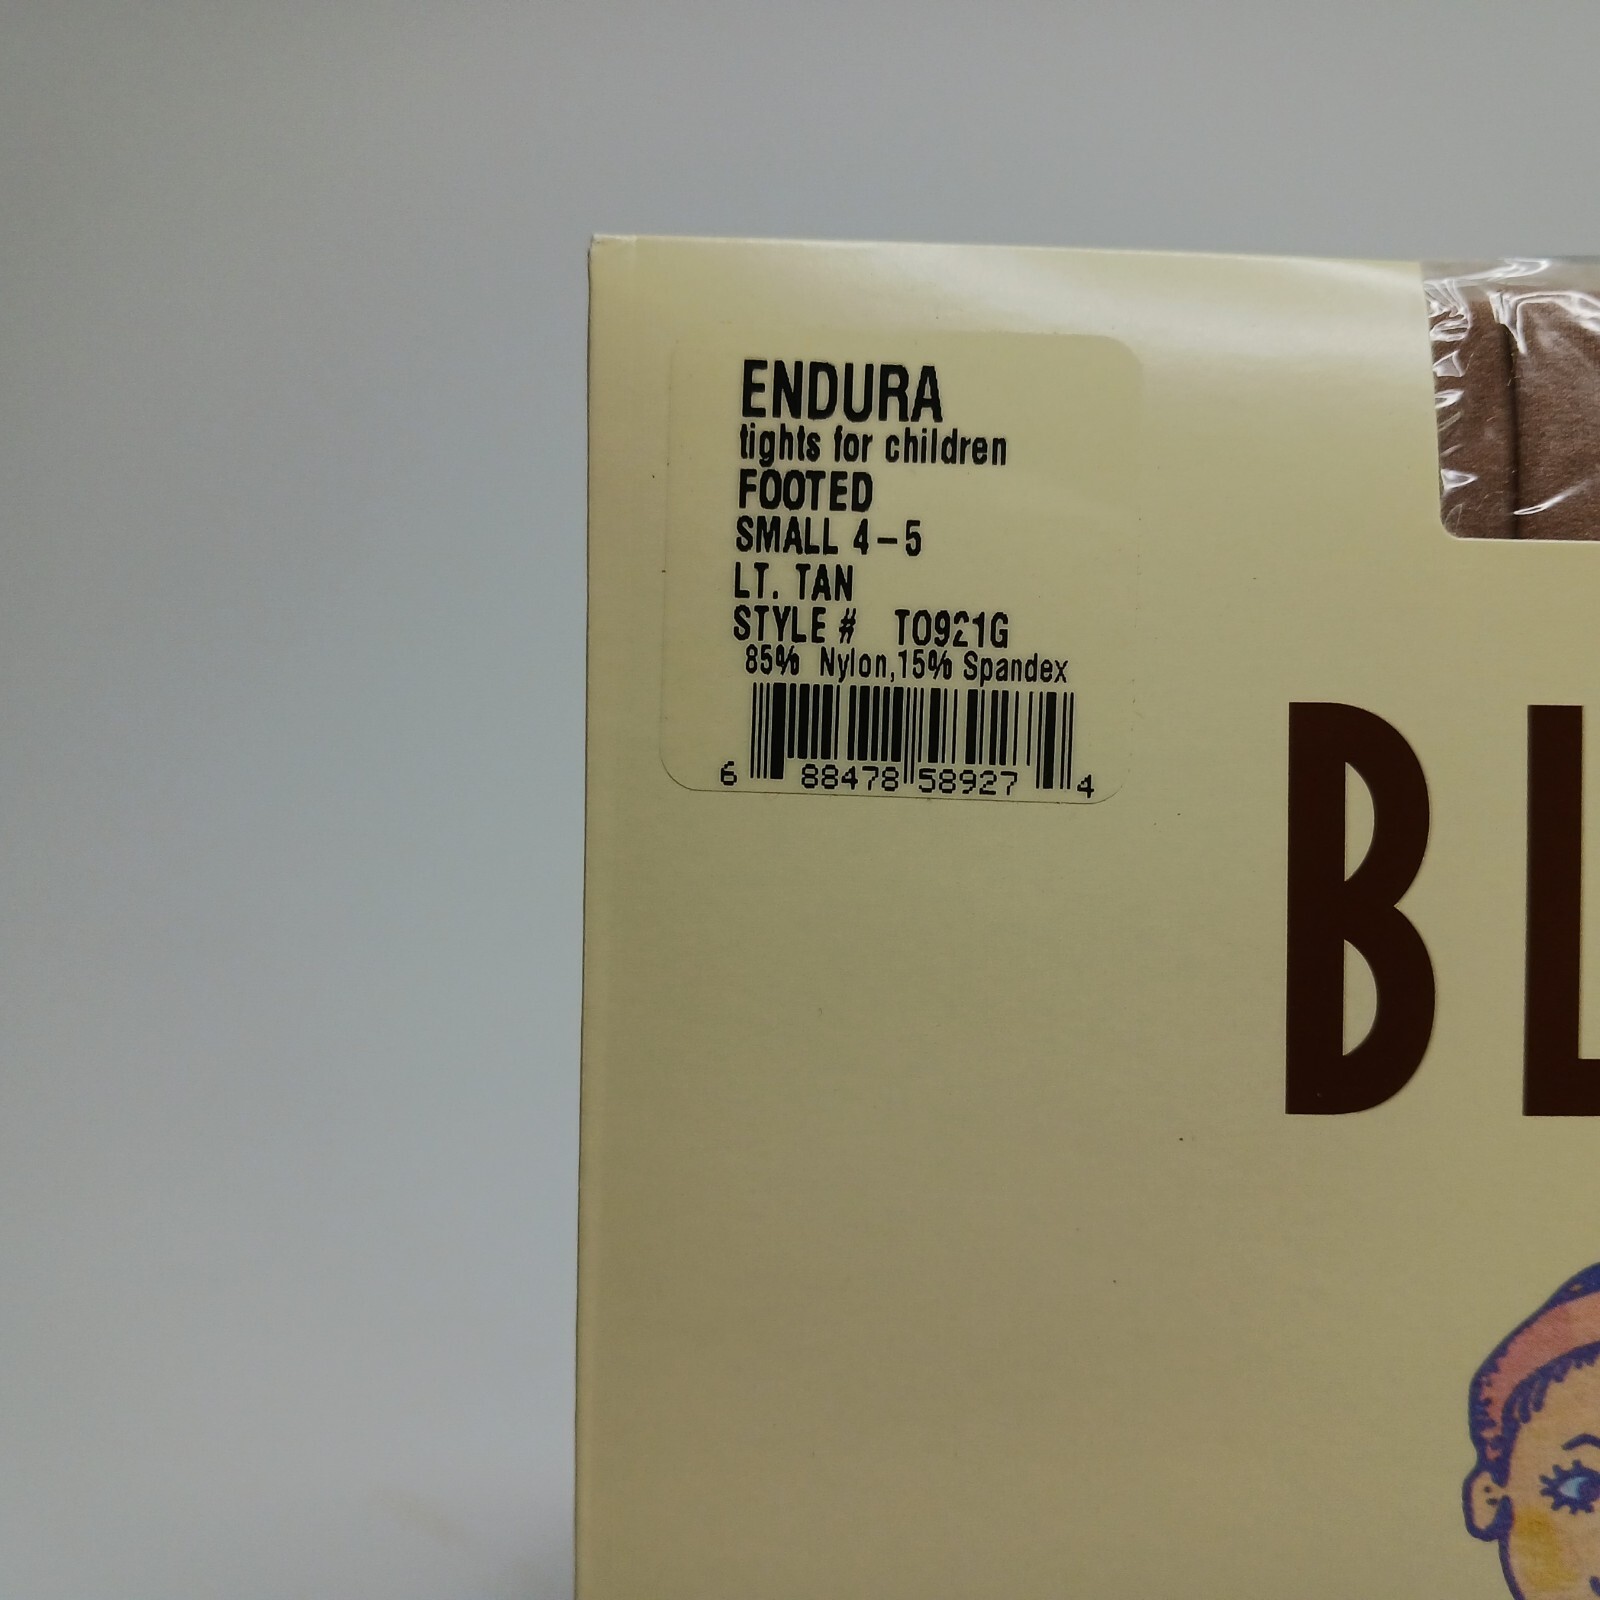 ENDURA
tights for children
FOOTED
SMALL 4-5
LT. TAN
STYLE # TO921G
85% Nylon,15% Spandex
6 88478 58927 4
BL